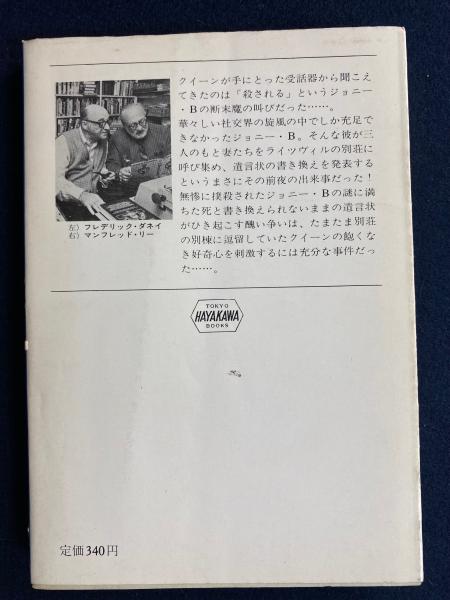 クイーンが手にとった受話器から聞こえ
てきたのは「殺される」というジョニー
・Bの断末魔の叫びだった……。
華々しい社交界の旋風の中でしか充足で
きなかったジョニー・B。そんな彼が三
人のもと妻たちをライツヴィルの別荘に
呼び集め、遺言状の書き換えを発表する
というまさにその前夜の出来事だった!
無惨に撲殺されたジョニー・Bの謎に満
ちた死と書き換えられないままの遺言状
がひき起こす醜い争いは、たまたま別荘
の別棟に逗留していたクイーンの飽くな
き好奇心を刺激するには充分な事件だっ
た……。
左)フレデリック・ダネイ
右)マンフレッド・リー
TOKYO
HAYAKAWA
BOOKS
定価340円